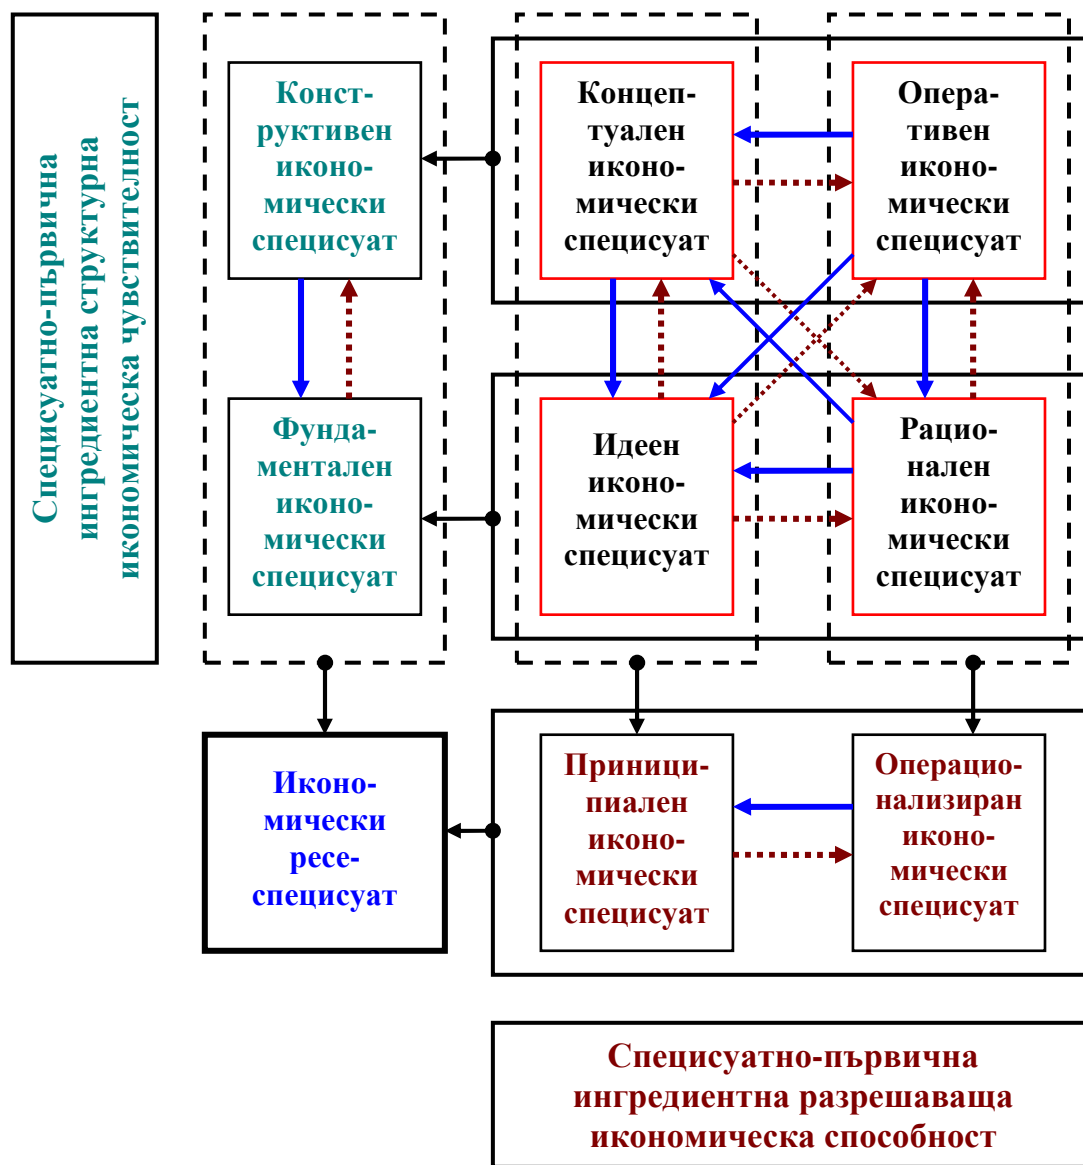 Специсуатно-първична
ингредиентна структурна
икономическа чувствителност
Конст-
руктивен
иконо-
мически
специсуат
Концеп-
туален
иконо-
мически
специсуат
Опера-
тивен
иконо-
мически
специсуат
Фунда-
ментален
иконо-
мически
специсуат
Идеен
иконо-
мически
специсуат
Рацио-
нален
иконо-
мически
специсуат
Иконо-
мически
ресе-
специсуат
Приници-
пиален
иконо-
мически
специсуат
Операцио-
нализиран
иконо-
мически
специсуат
Специсуатно-първична
ингредиентна разрешаваща
икономическа способност